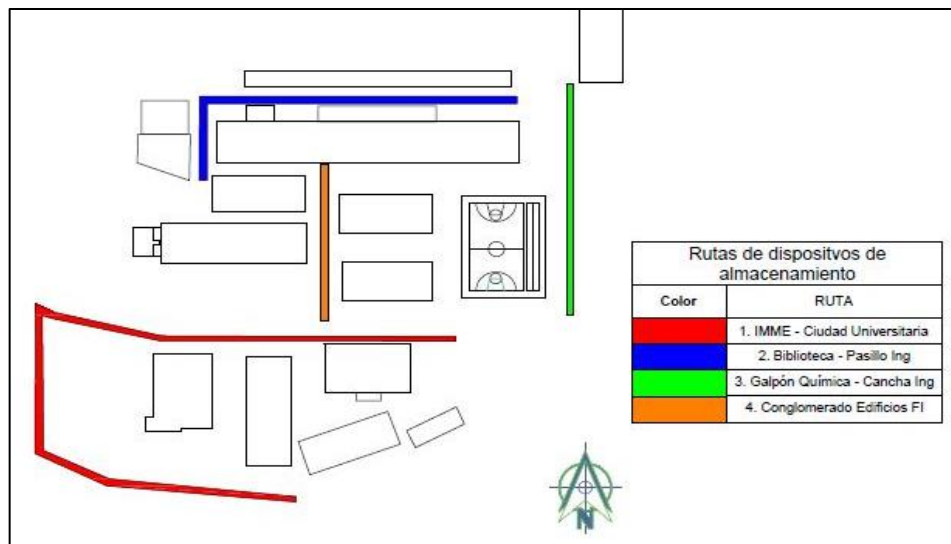 Rutas de dispositvos de
almacenamiento
Color RUTA
1. IMME - Ciudad Universitaria
2. Biblioteca - Pasillo Ing
3. Galpón Química - Cancha Ing
4. Conglomerado Edificios FI
N